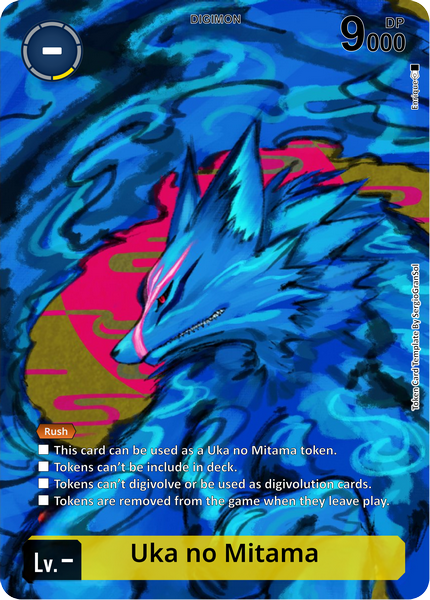 DIGIMON
DP
9000
-
Enrique
Token Card Template By SergioGranSol
Rush
This card can be used as a Uka no Mitama token.
Tokens can't be include in deck.
Tokens can't digivolve or be used as digivolution cards.
Tokens are removed from the game when they leave play.
Lv.-
Uka no Mitama